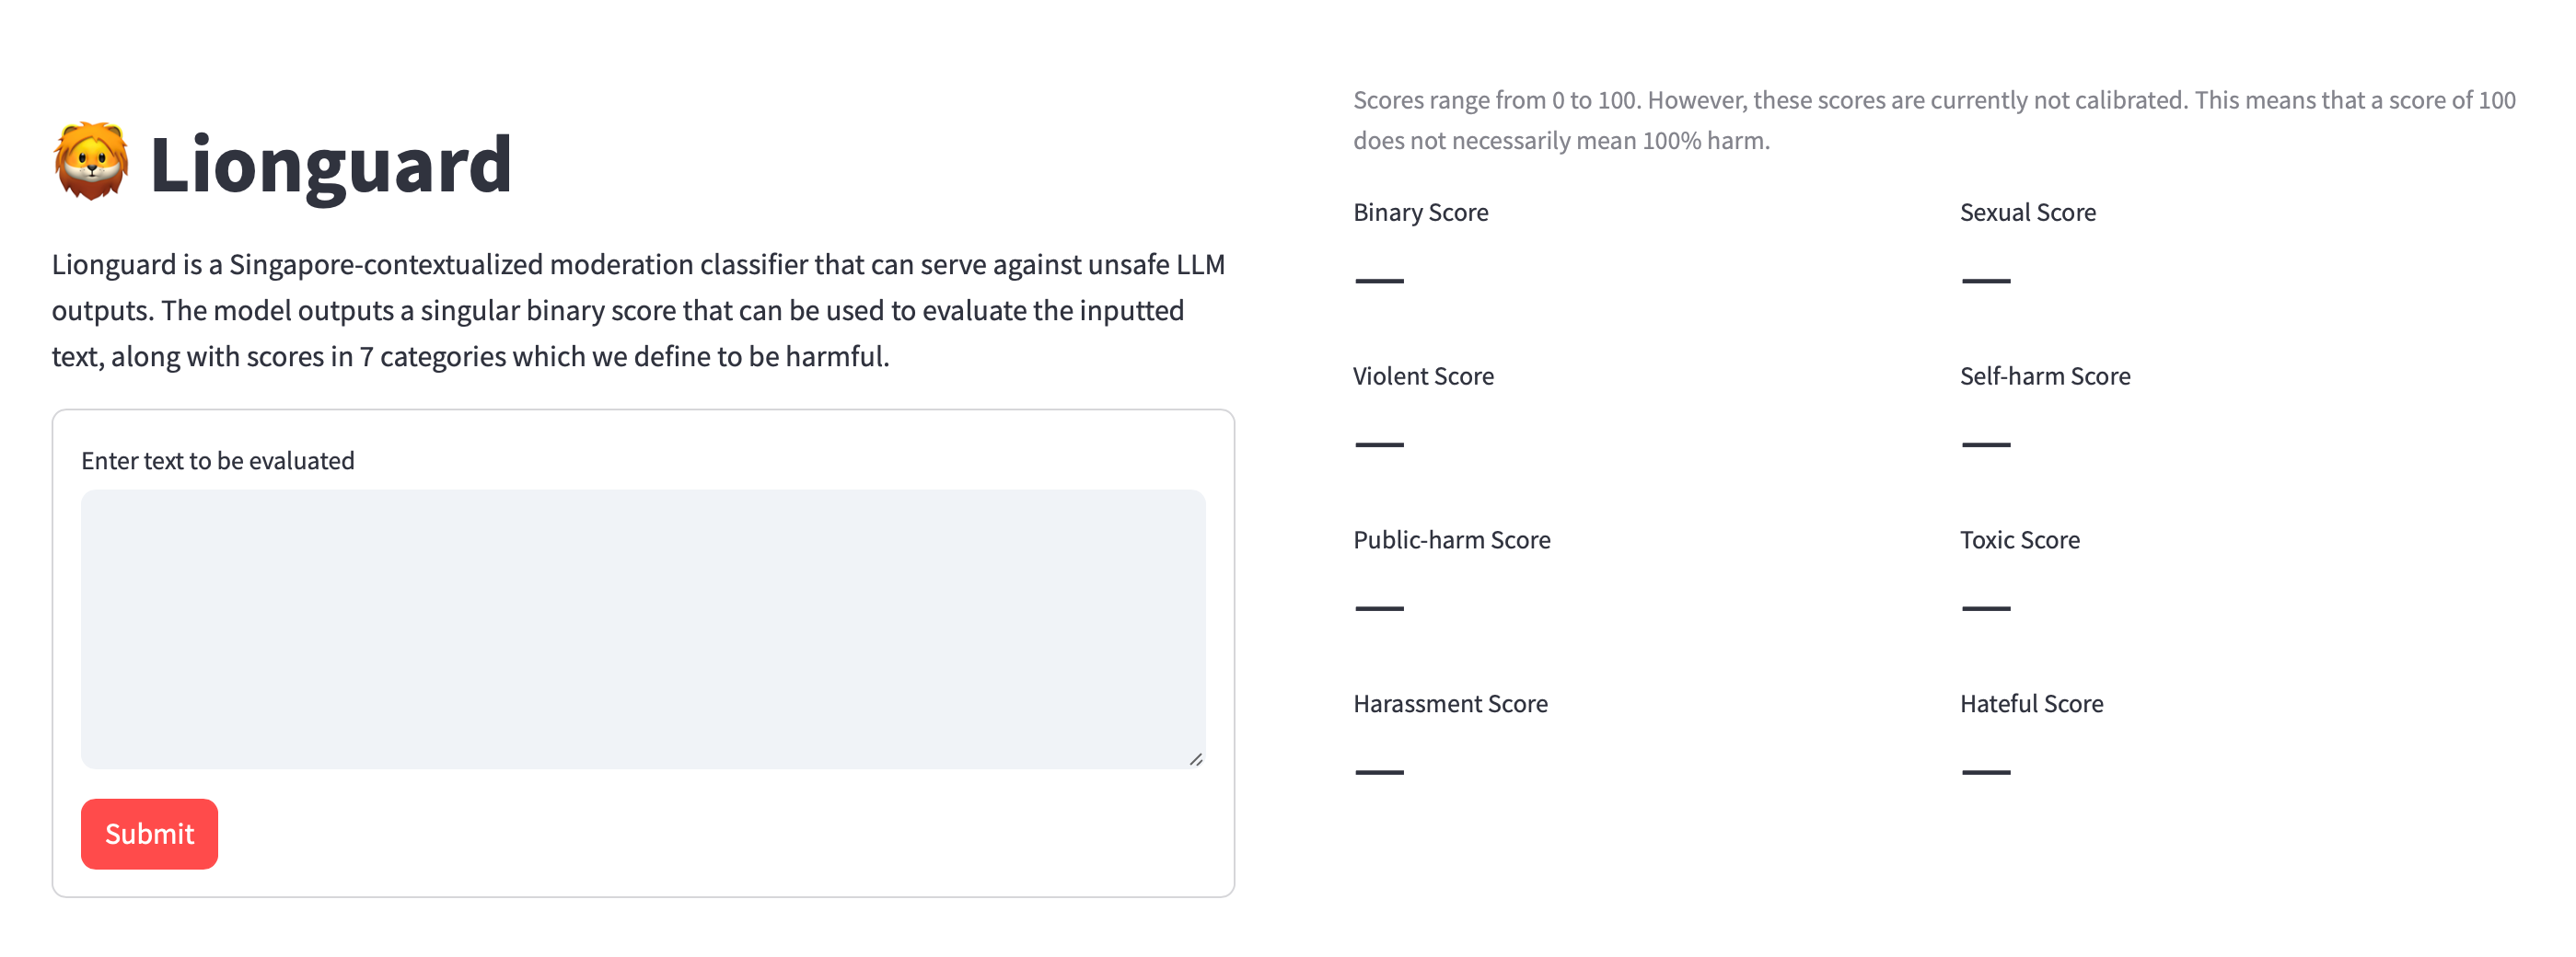 🦁 Lionguard
Lionguard is a Singapore-contextualized moderation classifier that can serve against unsafe LLM
outputs. The model outputs a singular binary score that can be used to evaluate the inputted
text, along with scores in 7 categories which we define to be harmful.
Enter text to be evaluated
Submit
Scores range from 0 to 100. However, these scores are currently not calibrated. This means that a score of 100
does not necessarily mean 100% harm.
Binary Score
—
Sexual Score
—
Violent Score
—
Self-harm Score
—
Public-harm Score
—
Toxic Score
—
Harassment Score
—
Hateful Score
—